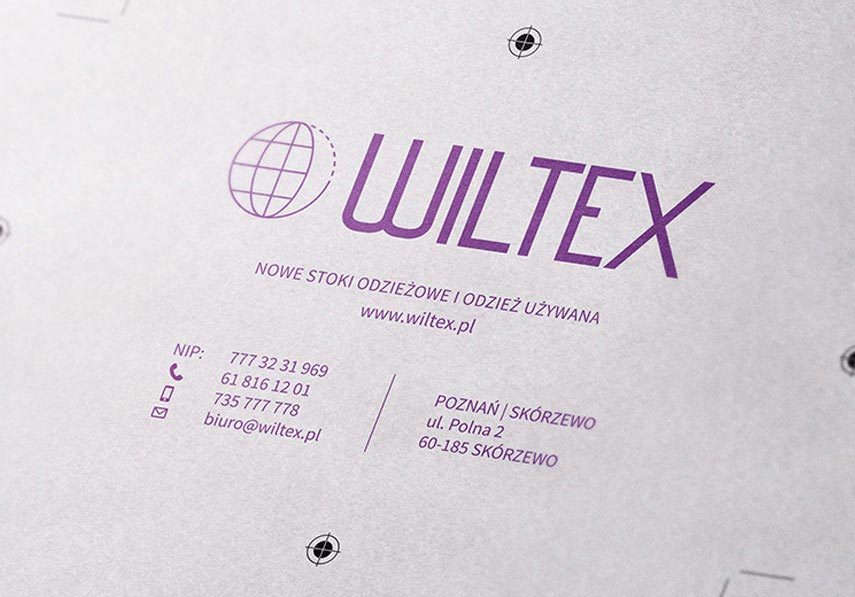 WILTEX
NOWE STOKI ODZIEŻOWE I ODZIEŻ UŻYWANA
www.wiltex.pl
NIP: 777 32 31 969
61 816 12 01
735 777 778
biuro@wiltex.pl
POZNAŃ | SKÓRZEWO
ul. Polna 2
60-185 SKÓRZEWO